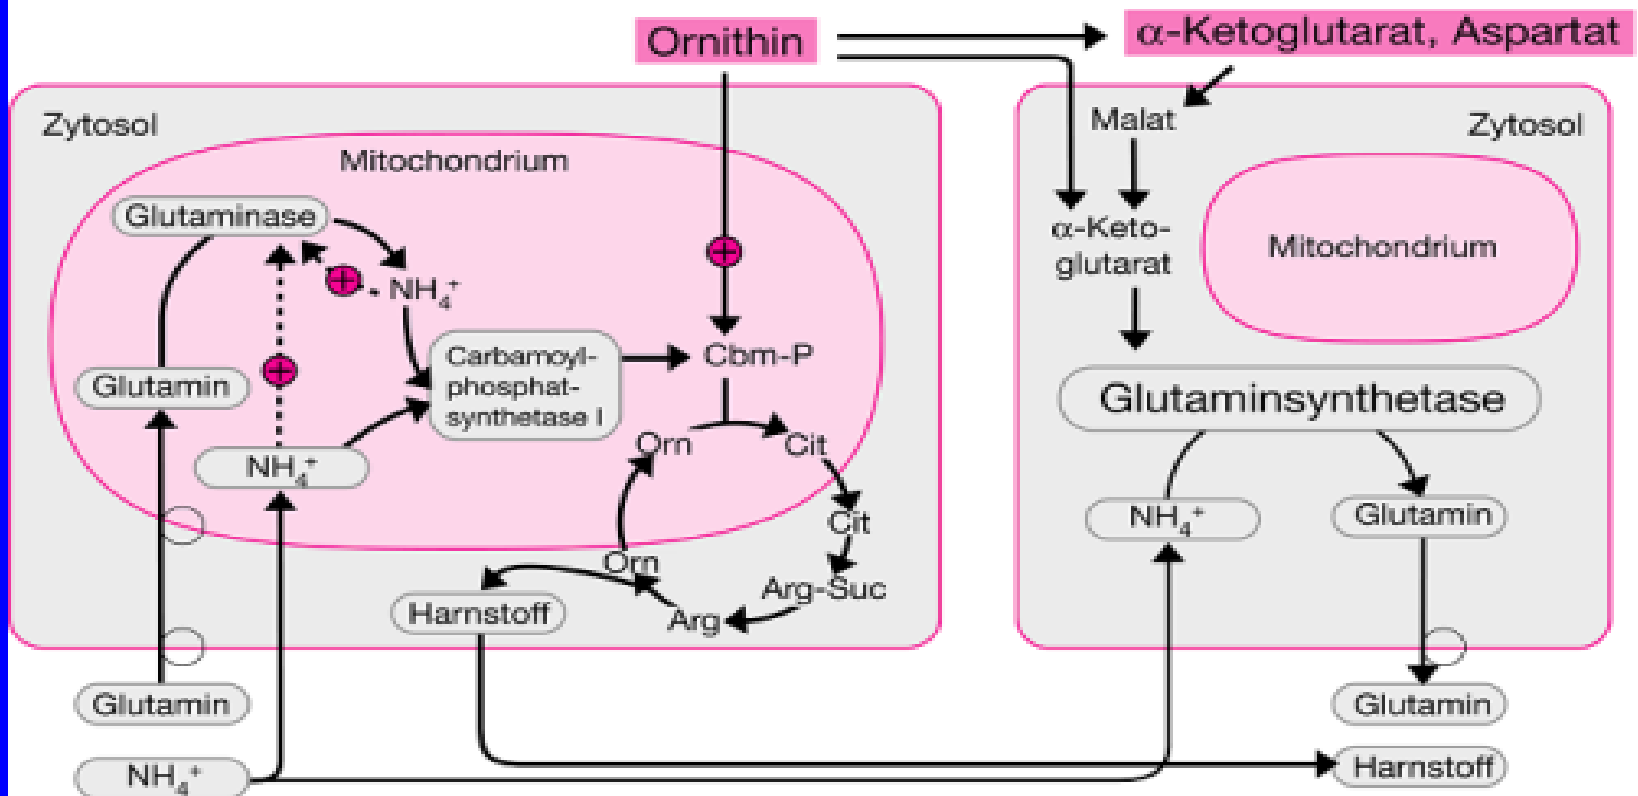 Ornithin
α-Ketoglutarat, Aspartat
Zytosol
Mitochondrium
Glutaminase
NH₄⁺
Carbamoyl-
phosphat-
synthetase I
Cbm-P
Glutamin
NH₄⁺
Orn
Cit
Cit
Orn
Arg-Suc
Arg
Harnstoff
Glutamin
NH₄⁺
Malat
Zytosol
α-Keto-
glutarat
Mitochondrium
Glutaminsynthetase
NH₄⁺
Glutamin
Glutamin
Harnstoff